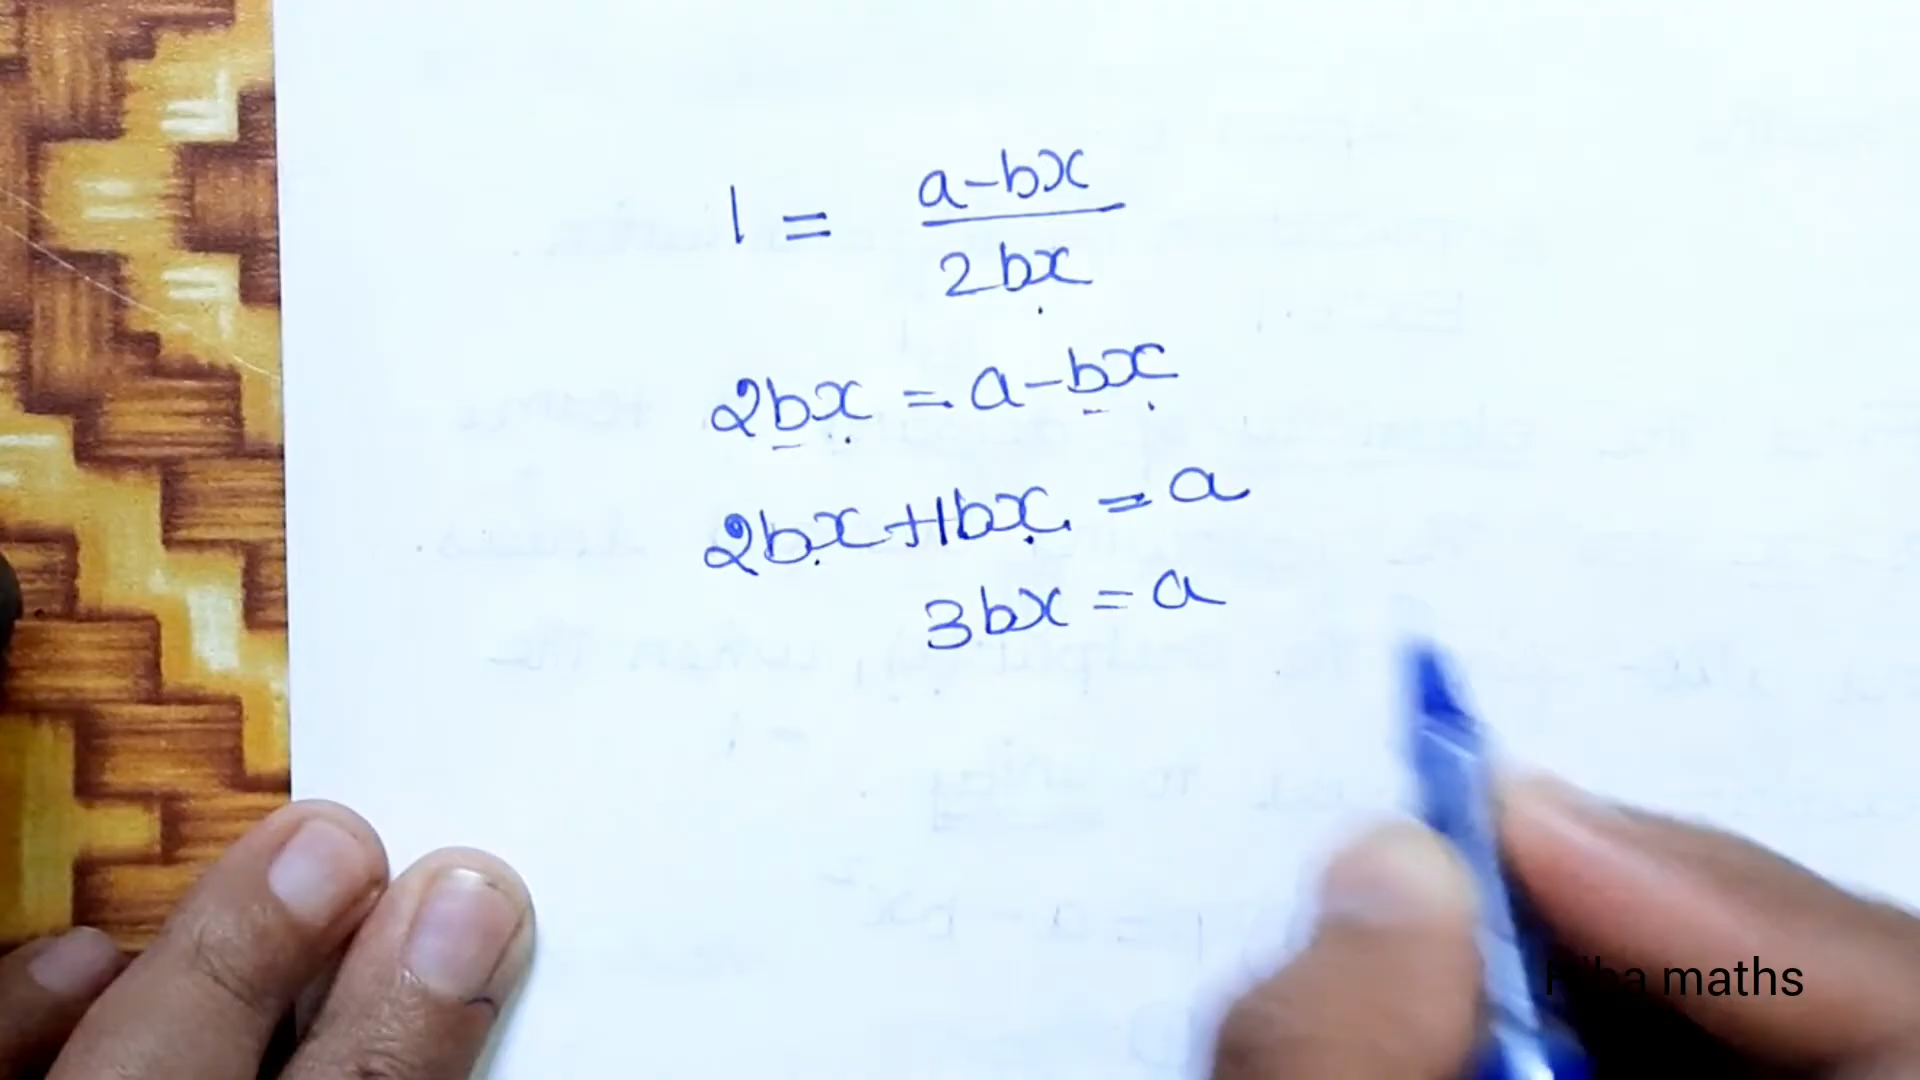 1 = a-bx / 2bx
2bx = a-bx
2bx+1bx = a
3bx = a
maths